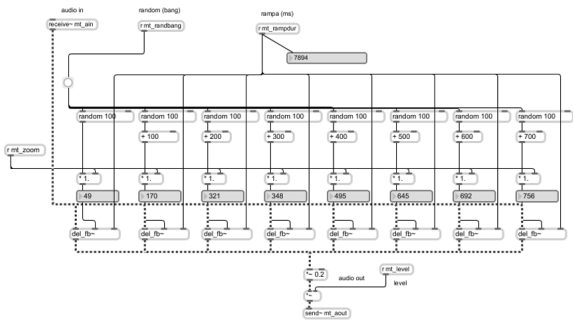 audio in
random (bang)
rampa (ms)
receive~ mt_ain
r mt_randbang
r mt_rampdur
7894
random 100 random 100 random 100 random 100 random 100 random 100 random 100 random 100
+ 100 + 200 + 300 + 400 + 500 + 600 + 700
r mt_zoom
* 1. * 1. * 1. * 1. * 1. * 1. * 1. * 1.
49 170 321 348 495 645 692 756
del_fb~ del_fb~ del_fb~ del_fb~ del_fb~ del_fb~ del_fb~ del_fb~
*~ 0.2
audio out
r mt_level
level
*~
send~ mt_aout